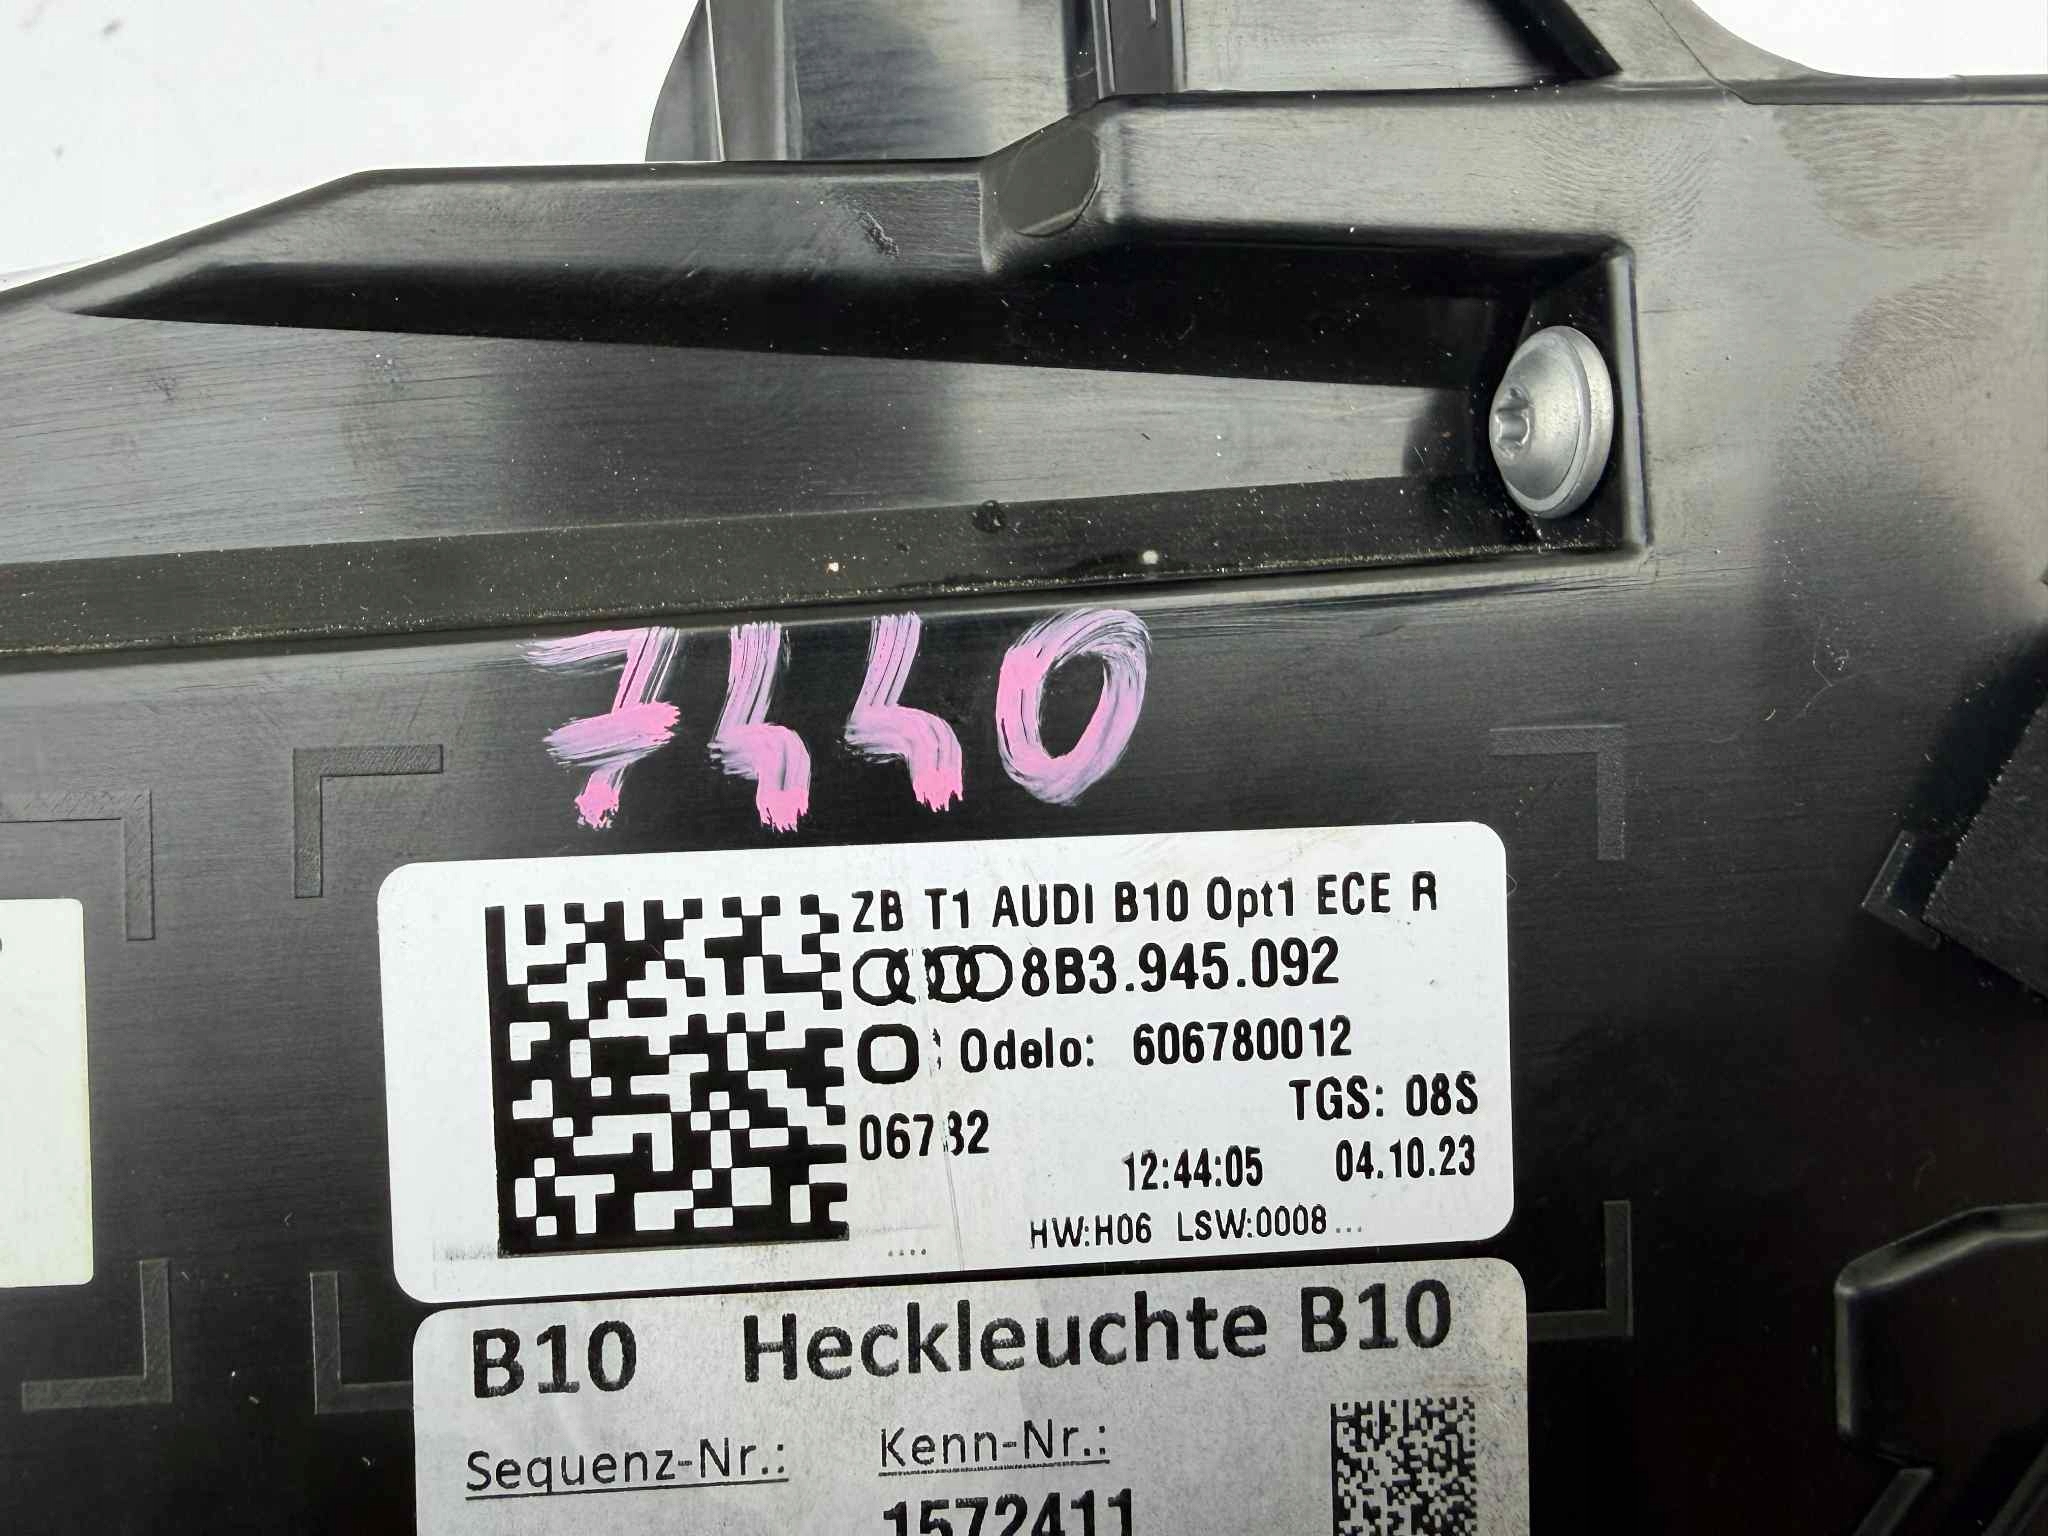 7440
ZB T1 AUDI B10 Opt1 ECE R
8B3.945.092
Odelo: 606780012
TGS: 08S
06782
12:44:05 04.10.23
HW:H06 LSW:0008...
....
B10 Heckleuchte B10
Sequenz-Nr.: Kenn-Nr.:
1572411